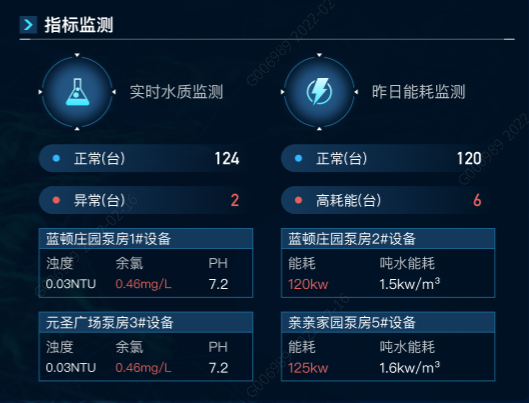 指标监测
实时水质监测
正常(台) 124
异常(台) 2
蓝顿庄园泵房1#设备
浊度 余氯 PH
0.03NTU 0.46mg/L 7.2
元圣广场泵房3#设备
浊度 余氯 PH
0.03NTU 0.46mg/L 7.2
昨日能耗监测
正常(台) 120
高耗能(台) 6
蓝顿庄园泵房2#设备
能耗 吨水能耗
120kw 1.5kw/m³
亲亲家园泵房5#设备
能耗 吨水能耗
125kw 1.6kw/m³
G006989 2022-02